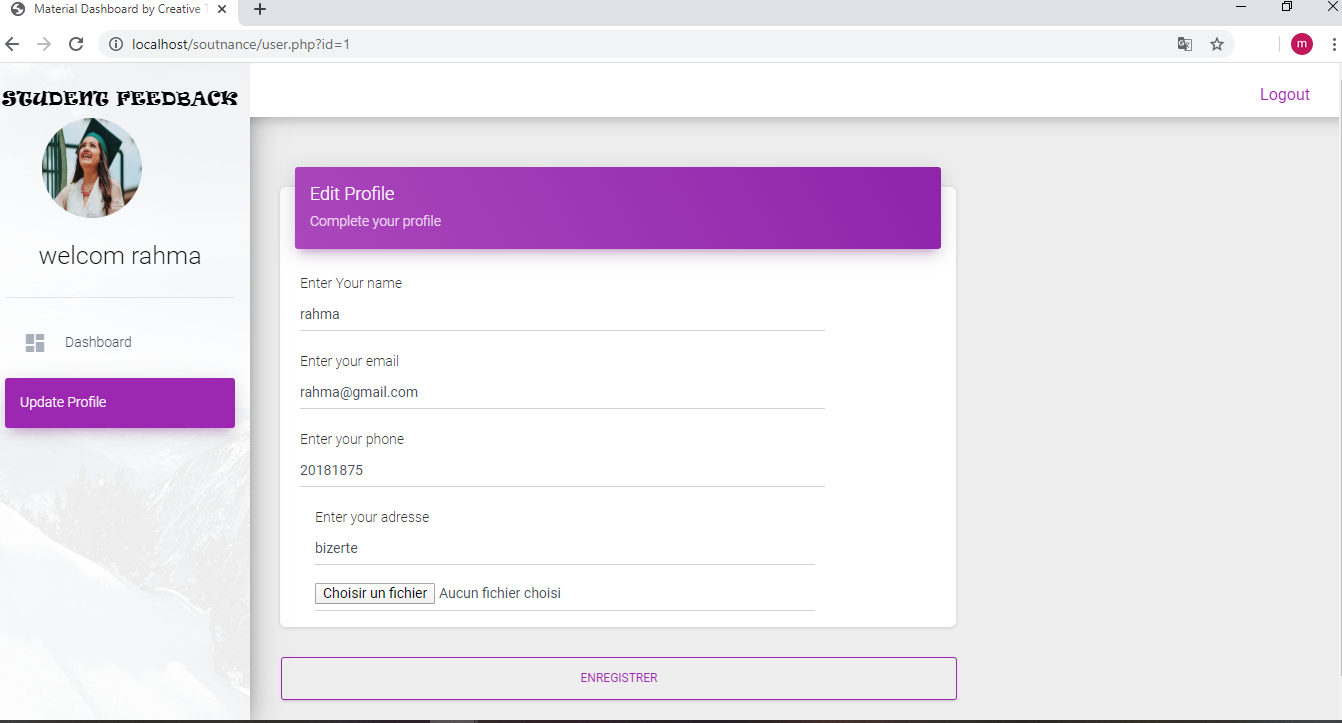 Material Dashboard by Creative T
localhost/soutnance/user.php?id=1
m
STUDENT FEEDBACK
welcom rahma
Dashboard
Update Profile
Logout
Edit Profile
Complete your profile
Enter Your name
rahma
Enter your email
rahma@gmail.com
Enter your phone
20181875
Enter your adresse
bizerte
Choisir un fichier Aucun fichier choisi
ENREGISTRER